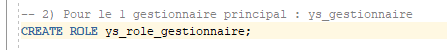 -- 2) Pour le 1 gestionnaire principal : ys_gestionnaire
CREATE ROLE ys_role_gestionnaire;